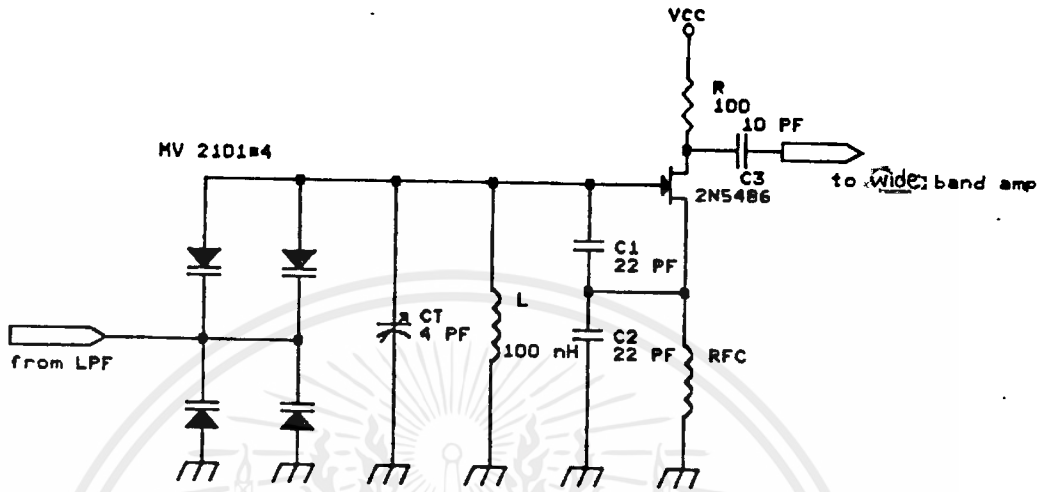 VCC
R
100
10 PF
MV 2101*4
C3
to wide band amp
2N5486
C1
22 PF
L
CT
4 PF
C2
22 PF
100 nH
RFC
from LPF